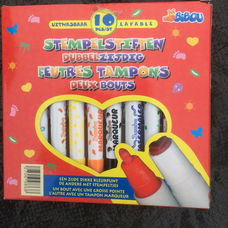 UITWASBAAR 10 LAVABLE
BiBOU
STEMPELSTIFTEN
DUBBELZIJDIG
FEUTRES TAMPONS
DEUX BOUTS
MARQUEUR
EEN ZIJDE DIKKE KLEURPUNT
DE ANDERE MET STEMPELTJES
UN BOUT AVEC UNE GROSSE POINTE
L'AUTRE AVEC UN TAMPON MARQUEUR